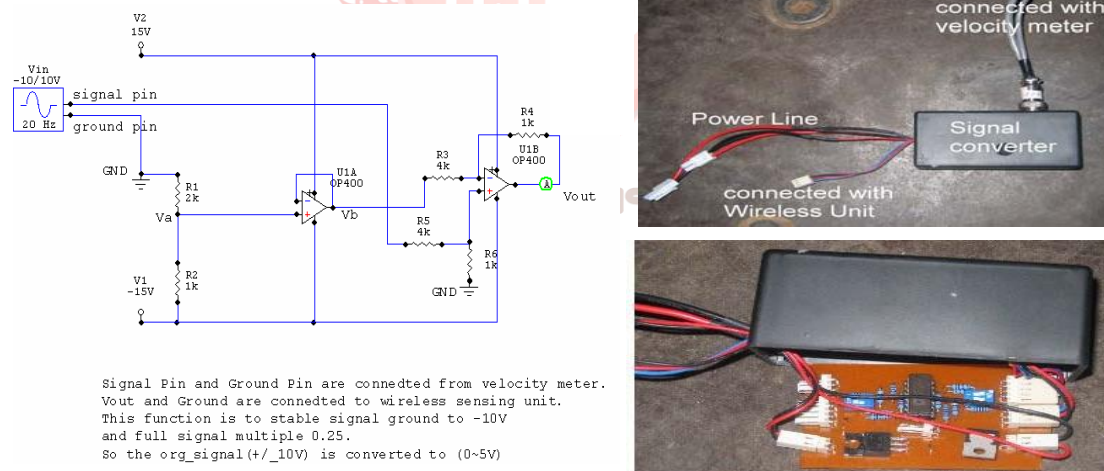 V2
15V
Vin
-10/10V
signal pin
20 Hz
ground pin
GND
R1
2k
Va
R2
1k
V1
-15V
U1A
OP400
Vb
R3
4k
R4
1k
U1B
OP400
Vout
R5
4k
R6
1k
GND
Signal Pin and Ground Pin are connedted from velocity meter.
Vout and Ground are connedted to wireless sensing unit.
This function is to stable signal ground to -10V
and full signal multiple 0.25.
So the org_signal(+/_10V) is converted to (0~5V)
connected with
velocity meter
Power Line
Signal
converter
connected with
Wireless Unit